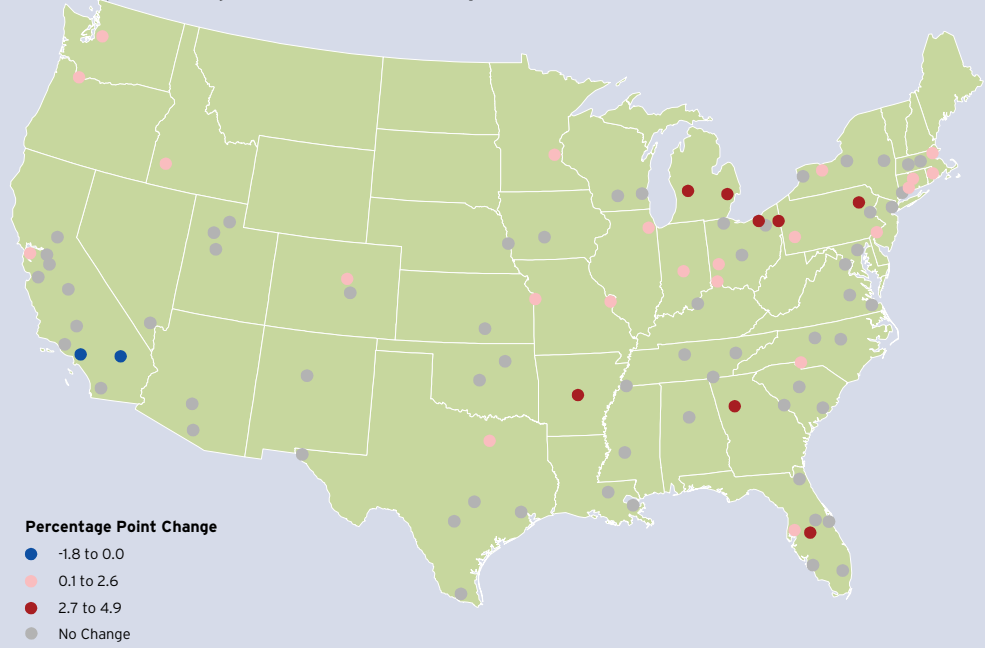 Percentage Point Change
-1.8 to 0.0
0.1 to 2.6
2.7 to 4.9
No Change